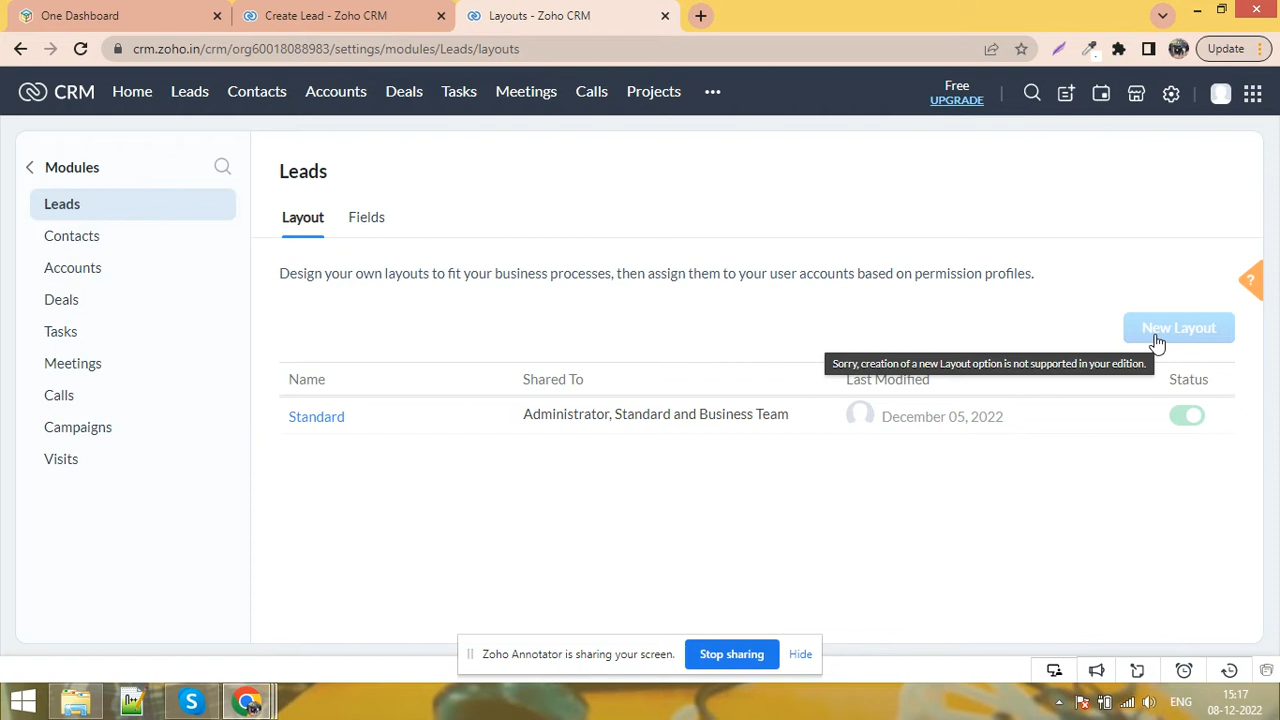 One Dashboard
Create Lead - Zoho CRM
Layouts - Zoho CRM
crm.zoho.in/crm/org60018088983/settings/modules/Leads/layouts
Update
CRM
Home
Leads
Contacts
Accounts
Deals
Tasks
Meetings
Calls
Projects
Free
UPGRADE
Modules
Leads
Contacts
Accounts
Deals
Tasks
Meetings
Calls
Campaigns
Visits
Leads
Layout
Fields
Design your own layouts to fit your business processes, then assign them to your user accounts based on permission profiles.
?
New Layout
Sorry, creation of a new Layout option is not supported in your edition.
Name
Shared To
Last Modified
Status
Standard
Administrator, Standard and Business Team
December 05, 2022
Zoho Annotator is sharing your screen.
Stop sharing
Hide
ENG
15:17
08-12-2022